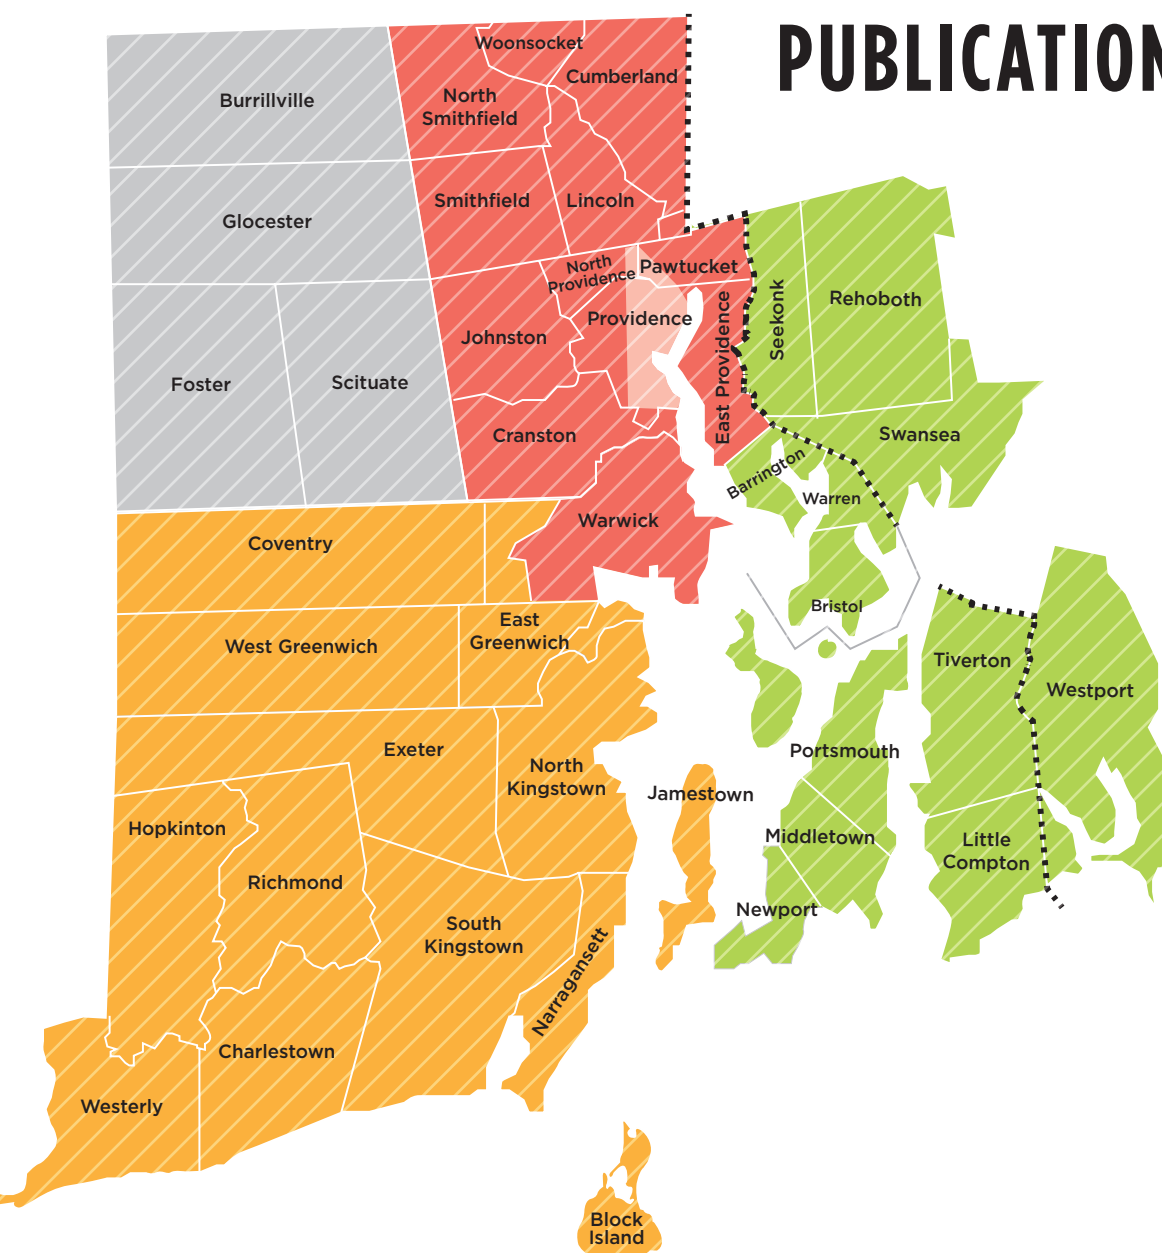 PUBLICATION
Woonsocket
Cumberland
Burrillville
North
Smithfield
Smithfield
Lincoln
Glocester
North
Providence
Pawtucket
Seekonk
Rehoboth
Providence
East Providence
Johnston
Foster
Scituate
Cranston
Swansea
Barrington
Warren
Warwick
Coventry
Bristol
East
Greenwich
West Greenwich
Tiverton
Westport
Exeter
Portsmouth
North
Kingstown
Jamestown
Hopkinton
Middletown
Little
Compton
Richmond
Newport
South
Kingstown
Narragansett
Charlestown
Westerly
Block
Island